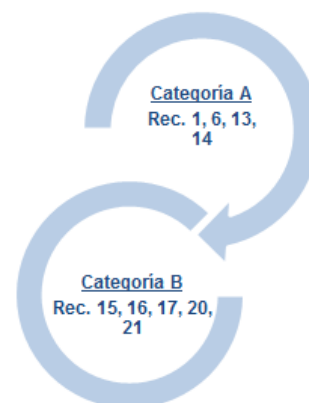 Categoría A
Rec. 1, 6, 13,
14
Categoría B
Rec. 15, 16, 17, 20,
21